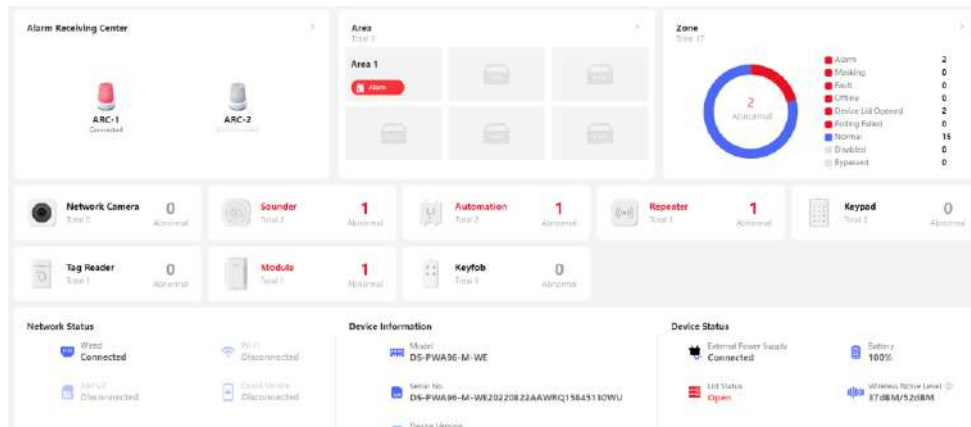 Alarm Receiving Center
ARC-1
Connected
ARC-2
Area
Total 1
Area 1
Alarm
Zone
Total 17
2
Abnormal
Alarm 2
Masking 0
Fault 0
Offline 0
Device Lid Opened 2
Polling Failed 0
Normal 15
Disabled 0
Bypassed 0
Network Camera
Total 0
0
Abnormal
Sounder
Total 2
1
Abnormal
Automation
Total 2
1
Abnormal
Repeater
Total 1
1
Abnormal
Keypad
Total 0
0
Abnormal
Tag Reader
Total 1
0
Abnormal
Module
Total 1
1
Abnormal
Keyfob
Total 1
0
Abnormal
Network Status
Wired
Connected
Wi-Fi
Disconnected
Disconnected
Cloud Service
Disconnected
Device Information
Model
DS-PWA96-M-WE
Serial No.
DS-PWA96-M-WE20220822AAWRQ15845130WU
Device Version
Device Status
External Power Supply
Connected
Battery
100%
Lid Status
Open
Wireless Noise Level
37dBM/52dBM